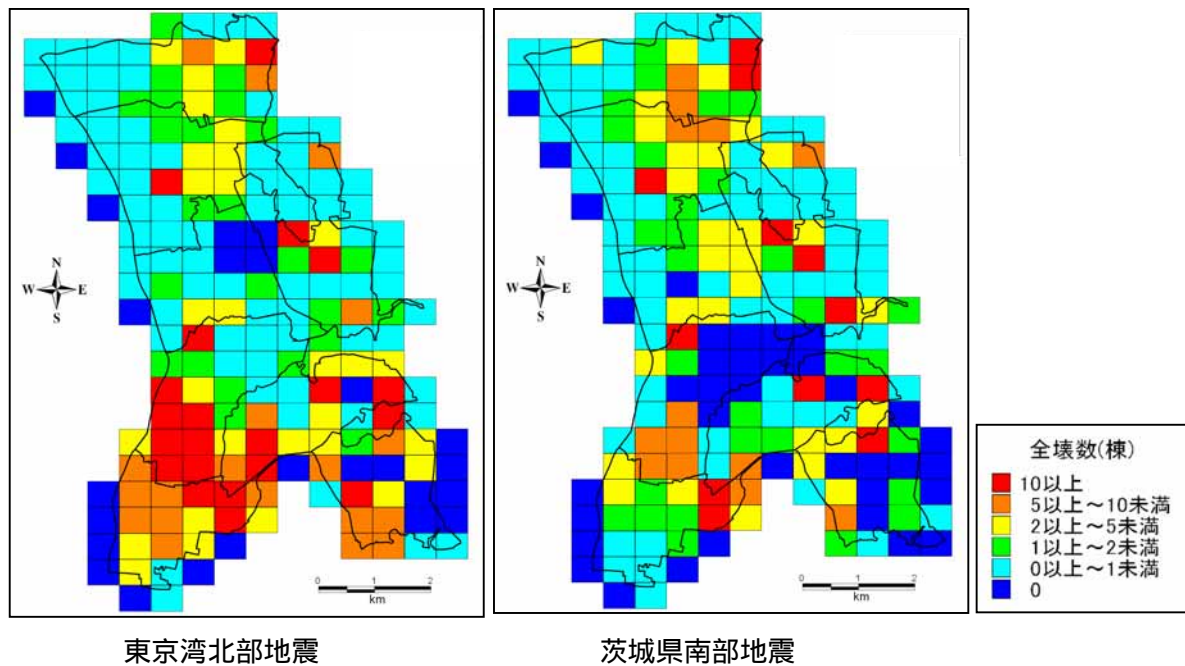 N
W E
S
0 1 2
km
N
W E
S
0 1 2
km
全壊数(棟)
10以上
5以上～10未満
2以上～5未満
1以上～2未満
0以上～1未満
0
東京湾北部地震
茨城県南部地震